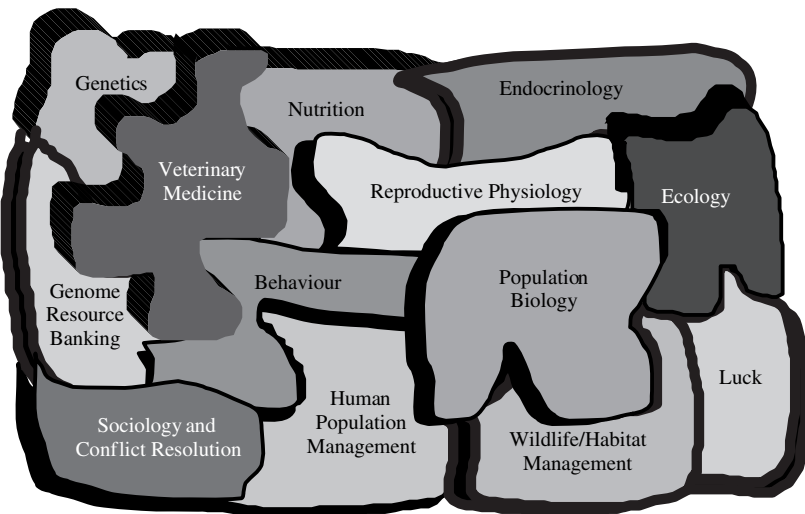 Genetics
Nutrition
Endocrinology
Veterinary
Medicine
Reproductive Physiology
Ecology
Genome
Resource
Banking
Behaviour
Population
Biology
Luck
Sociology and
Conflict Resolution
Human
Population
Management
Wildlife/Habitat
Management